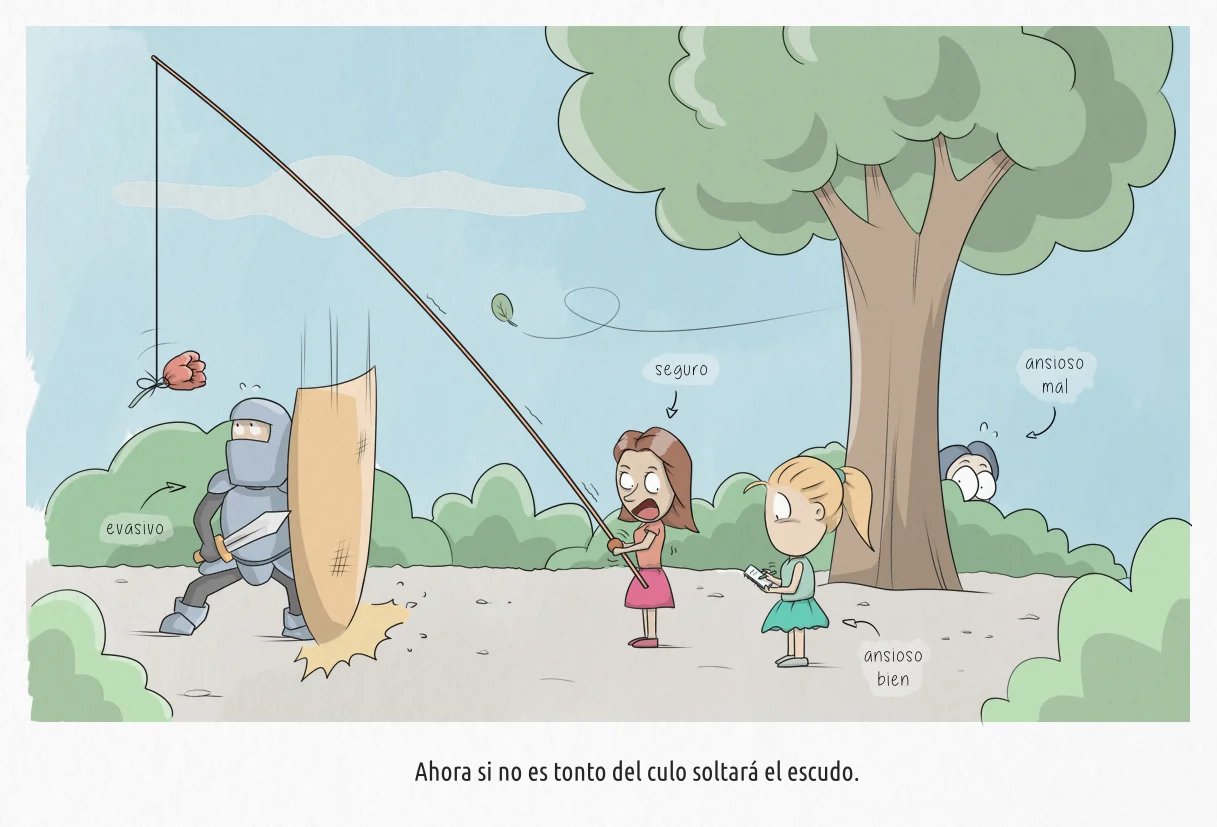 seguro
ansioso
mal
evasivo
ansioso
bien
Ahora si no es tonto del culo soltará el escudo.